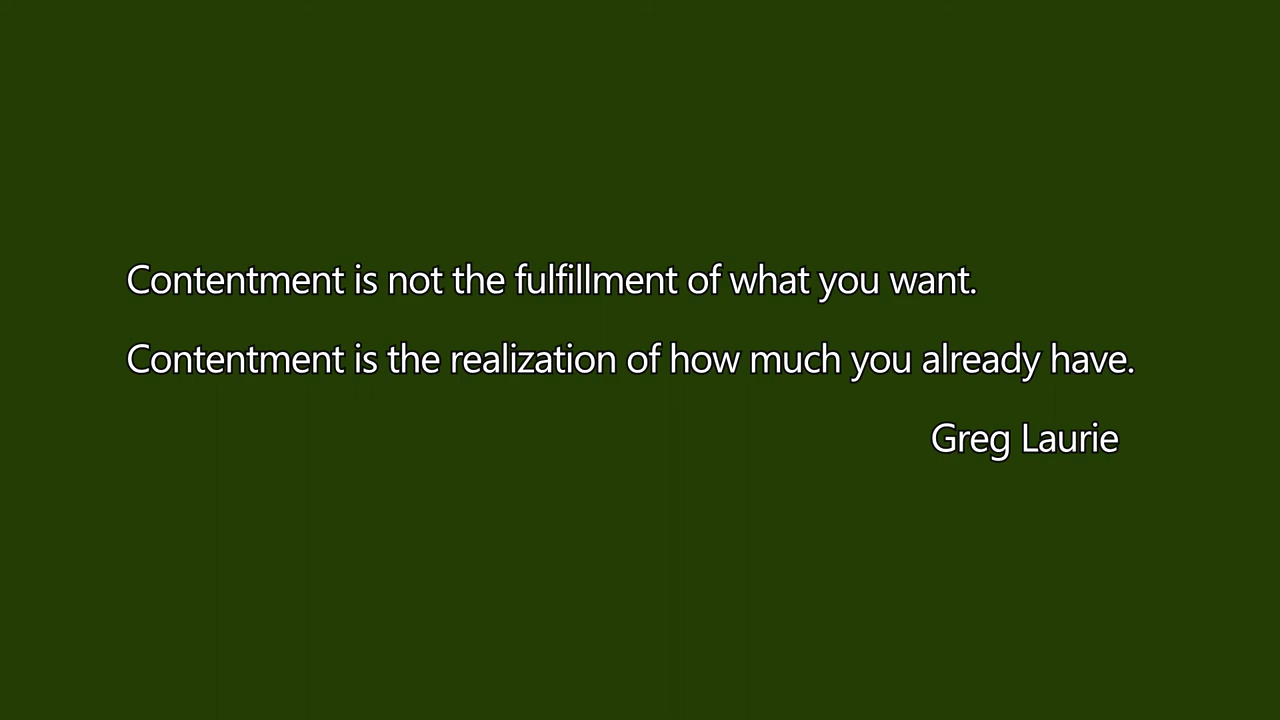 Contentment is not the fulfillment of what you want.
Contentment is the realization of how much you already have.
Greg Laurie